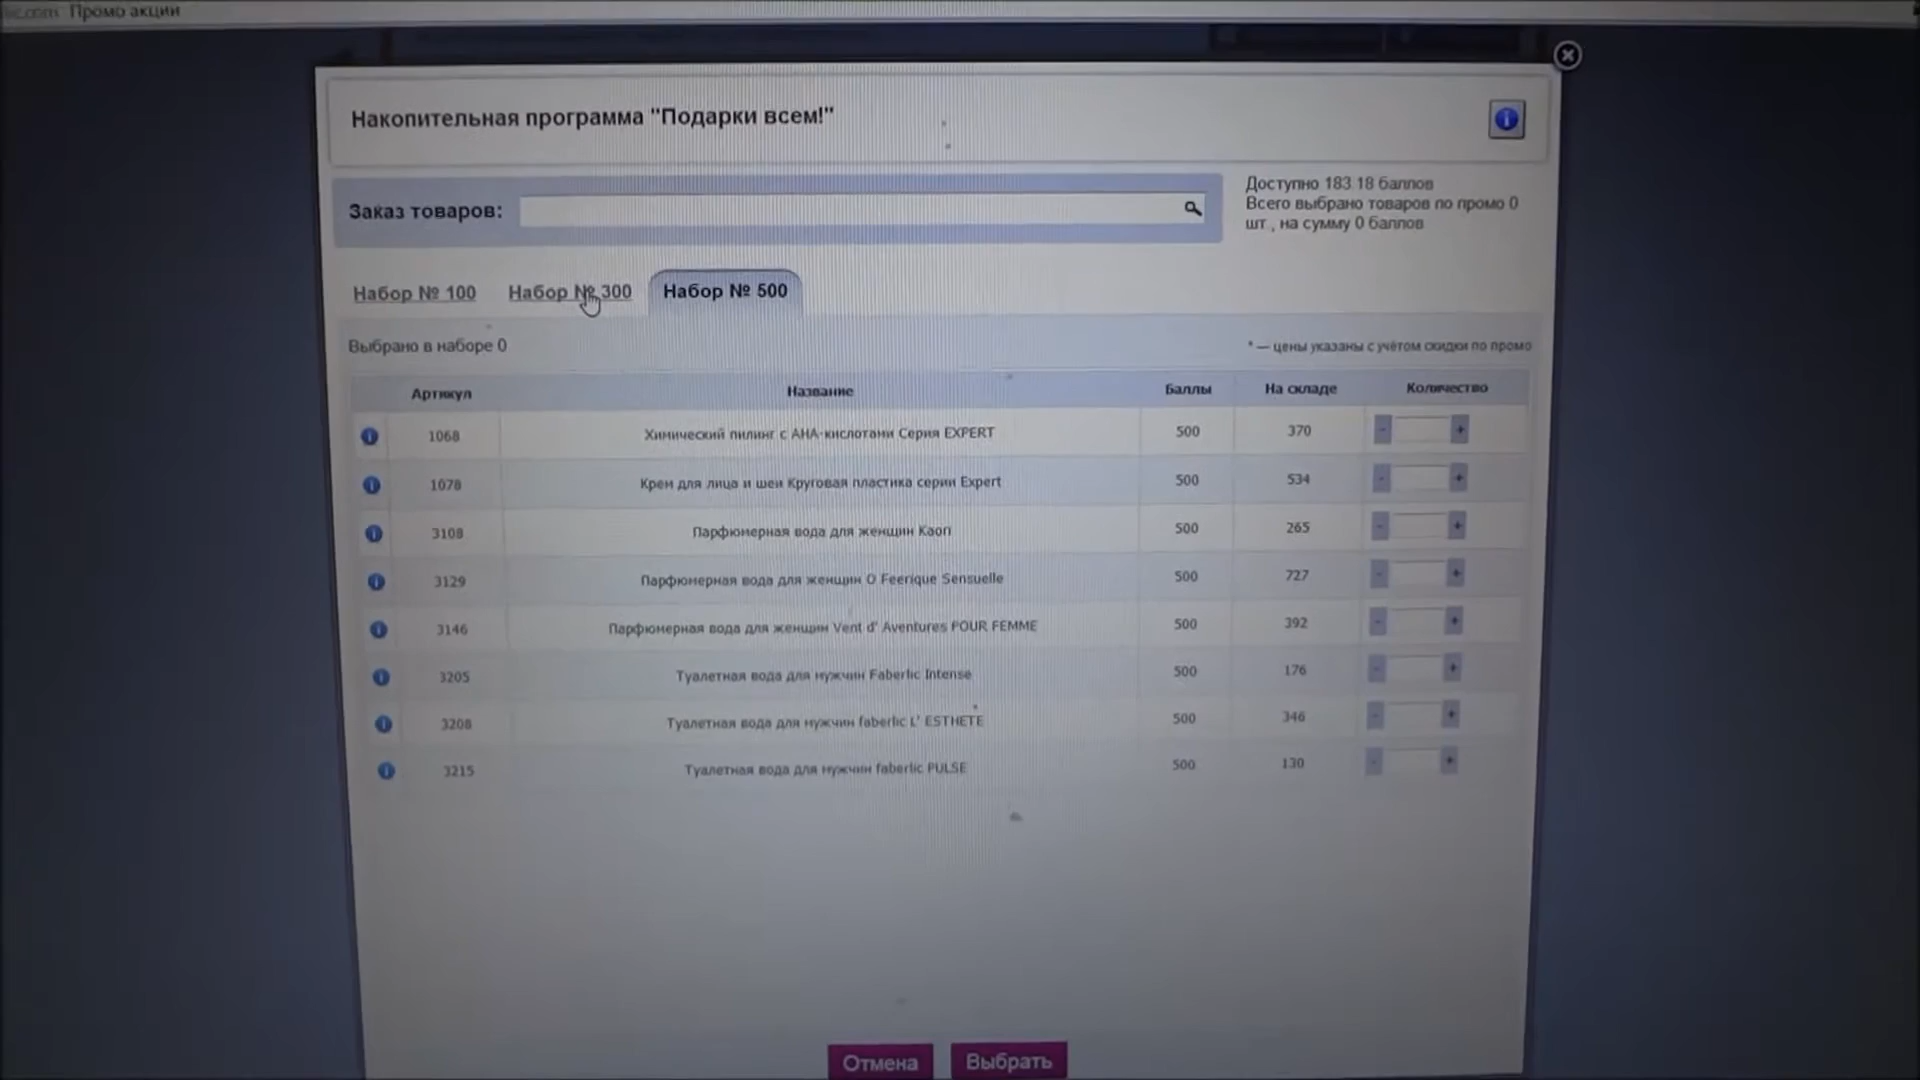 Промо акции
Накопительная программа "Подарки всем!"
Заказ товаров:
Доступно 183.18 баллов
Всего выбрано товаров по промо 0
шт , на сумму 0 баллов
Набор № 100 Набор № 300 Набор № 500
Выбрано в наборе 0
* — цены указаны с учётом скидки по промо
Артикул Название Баллы На складе Количество
1068 Химический пилинг с АНА-кислотами Серия EXPERT 500 370 - +
1078 Крем для лица и шеи Круговая пластика серии Expert 500 534 - +
3108 Парфюмерная вода для женщин Kaori 500 265 - +
3129 Парфюмерная вода для женщин O Feerique Sensuelle 500 727 - +
3146 Парфюмерная вода для женщин Vent d' Aventures POUR FEMME 500 392 - +
3205 Туалетная вода для мужчин Faberlic Intense 500 176 - +
3208 Туалетная вода для мужчин faberlic L' ESTHETE 500 346 - +
3215 Туалетная вода для мужчин faberlic PULSE 500 130 - +
Отмена Выбрать